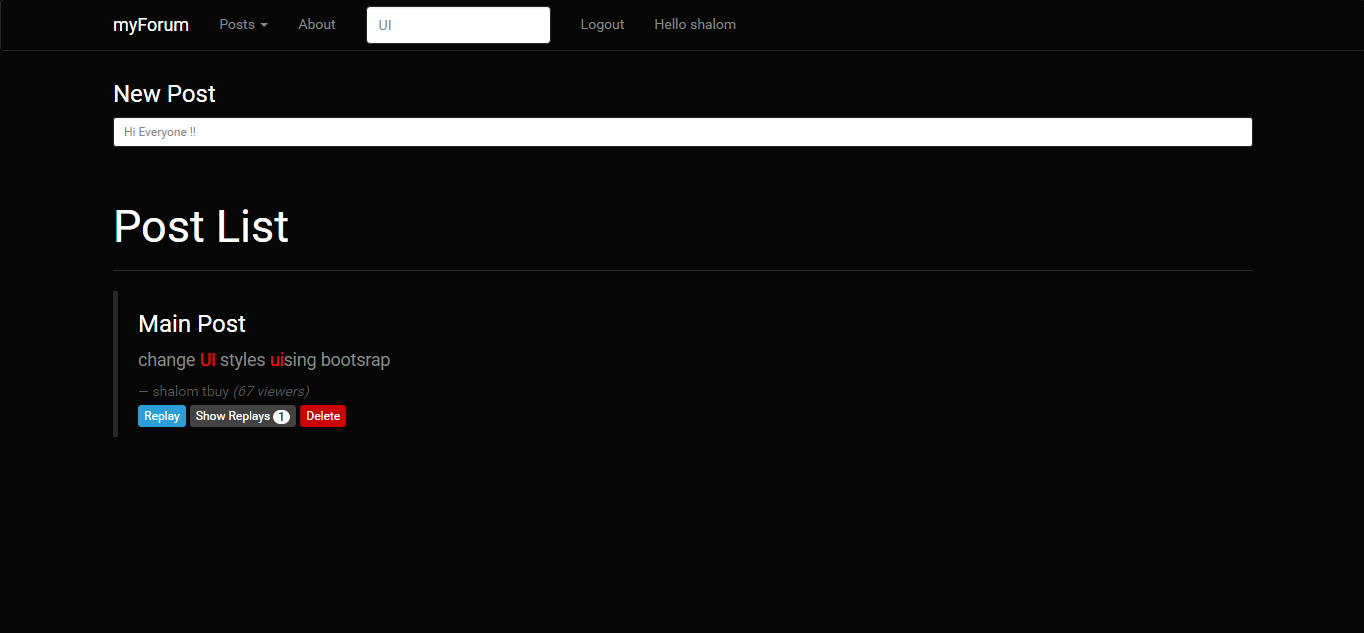 myForum Posts About UI Logout Hello shalom
New Post
Hi Everyone !!
Post List
Main Post
change UI styles uising bootsrap
— shalom tbuy (67 viewers)
Replay Show Replays 1 Delete